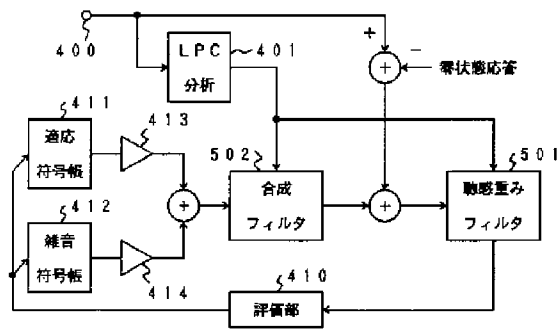 400
LPC
分析
401
+
−
+
零状態応答
411
適応
符号帳
413
412
雑音
符号帳
414
+
502
合成
フィルタ
+
501
聴感重み
フィルタ
410
評価部